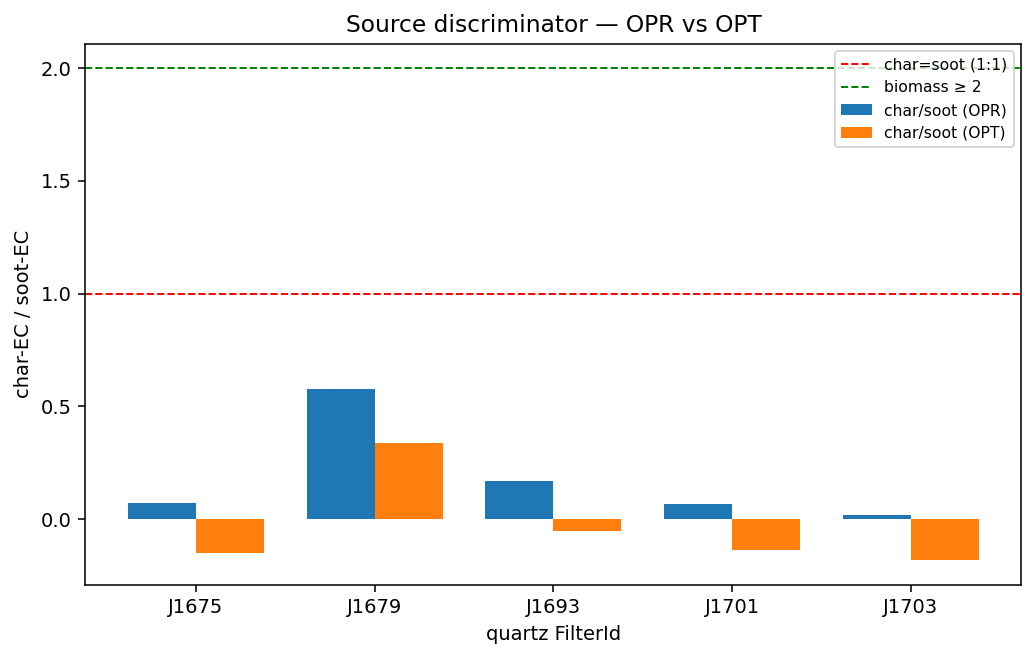 Source discriminator — OPR vs OPT
char=soot (1:1)
biomass ≥ 2
char/soot (OPR)
char/soot (OPT)
char-EC / soot-EC
2.0
1.5
1.0
0.5
0.0
J1675
J1679
J1693
J1701
J1703
quartz FilterId